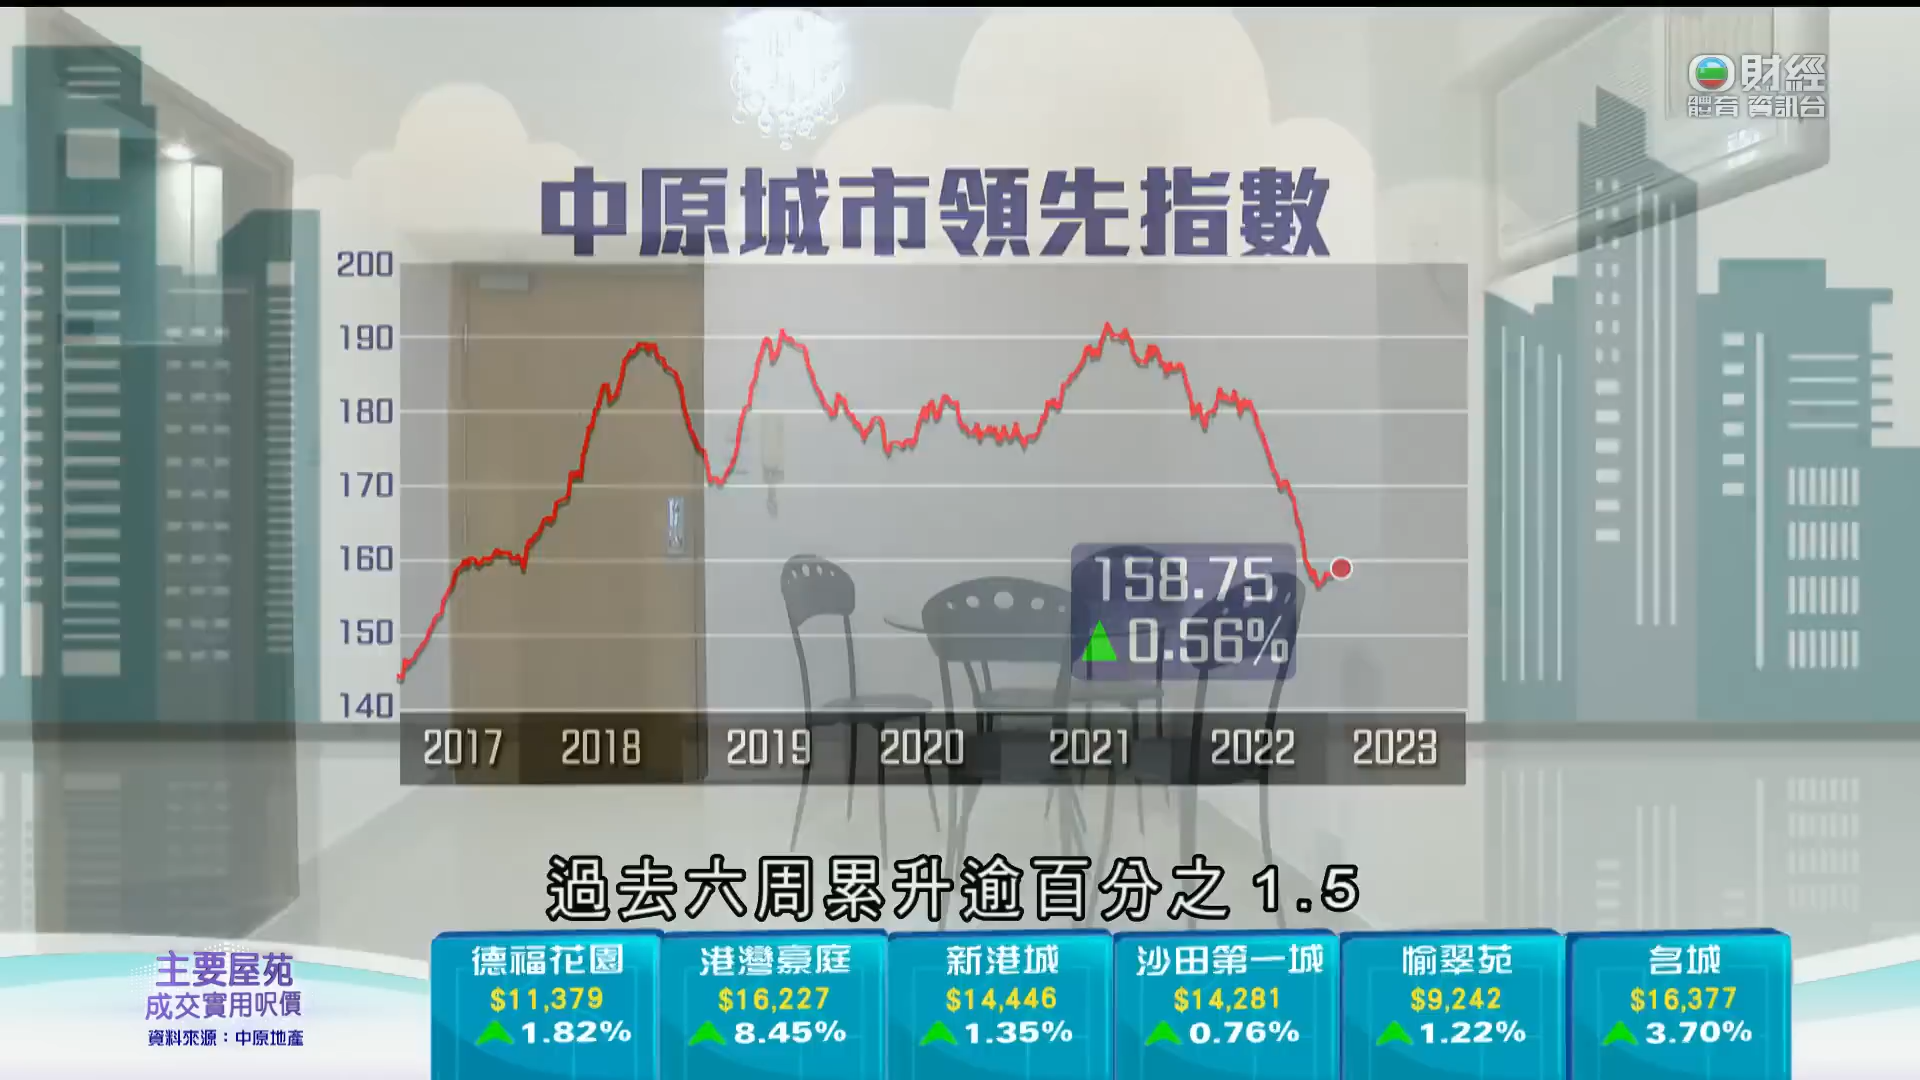 財經
體育 資訊台
中原城市領先指數
200
190
180
170
160
150
140
158.75
0.56%
2017 2018 2019 2020 2021 2022 2023
過去六周累升逾百分之1.5
主要屋苑
成交實用呎價
資料來源：中原地產
德福花園
$11,379
1.82%
港灣豪庭
$16,227
8.45%
新港城
$14,446
1.35%
沙田第一城
$14,281
0.76%
愉翠苑
$9,242
1.22%
名城
$16,377
3.70%